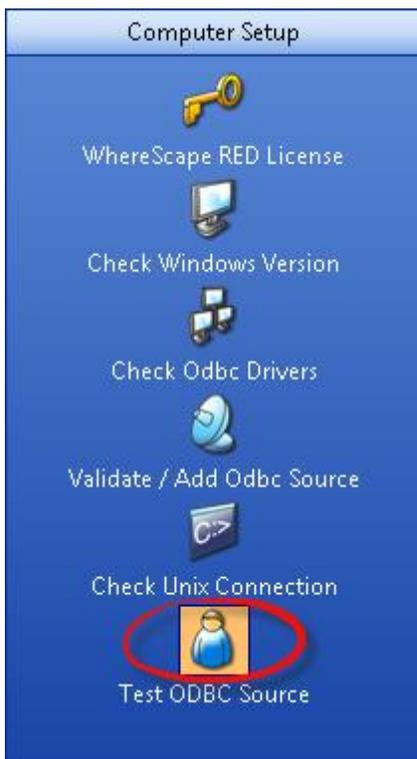 Computer Setup
WhereScape RED License
Check Windows Version
Check Odbc Drivers
Validate / Add Odbc Source
C:>
Check Unix Connection
Test ODBC Source